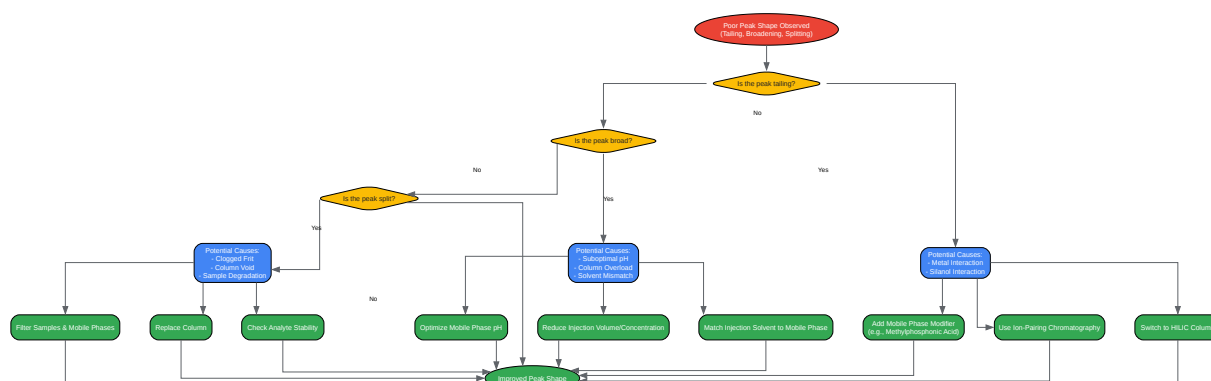 Poor Peak Shape Observed
(Tailing, Broadening, Splitting)
Is the peak tailing?
No
Is the peak broad?
No
Yes
Is the peak split?
Yes
Yes
Potential Causes:
- Clogged Frit
- Column Void
- Sample Degradation
Potential Causes:
- Suboptimal pH
- Column Overload
- Solvent Mismatch
Potential Causes:
- Metal Interaction
- Silanol Interaction
No
Filter Samples & Mobile Phases
Replace Column
Check Analyte Stability
Optimize Mobile Phase pH
Reduce Injection Volume/Concentration
Match Injection Solvent to Mobile Phase
Add Mobile Phase Modifier
(e.g., Methylphosphonic Acid)
Use Ion-Pairing Chromatography
Switch to HILIC Colum
Improved Peak Shape